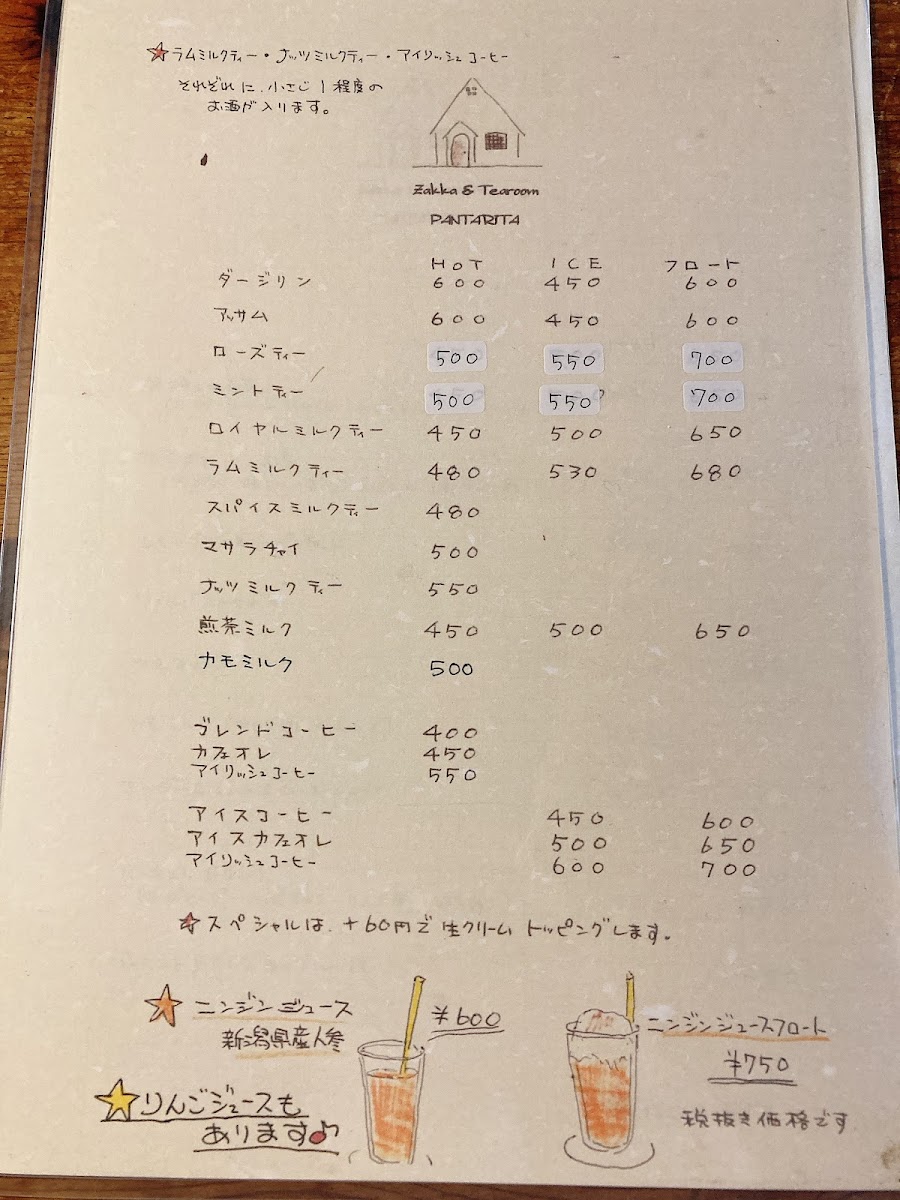 ラムミルクティー・ナッツミルクティー・アイリッシュコーヒー
それぞれに、小さじ1程度の
お酒が入ります。
Zakka & Tearoom
PANTARITA
HOT ICE フロート
ダージリン 600 450 600
アッサム 600 450 600
ローズティー 500 550 700
ミントティー 500 550 700
ロイヤルミルクティー 450 500 650
ラムミルクティー 480 530 680
スパイスミルクティー 480
マサラチャイ 500
ナッツミルクティー 550
煎茶ミルク 450 500 650
カモミルク 500
ブレンドコーヒー 400
カフェオレ 450
アイリッシュコーヒー 550
アイスコーヒー 450 600
アイスカフェオレ 500 650
アイリッシュコーヒー 600 700
スペシャルは、+60円で生クリームトッピングします。
ニンジンジュース ¥600
新潟県産人参
ニンジンジュースフロート
¥750
りんごジュースも
あります♪
税抜き価格です